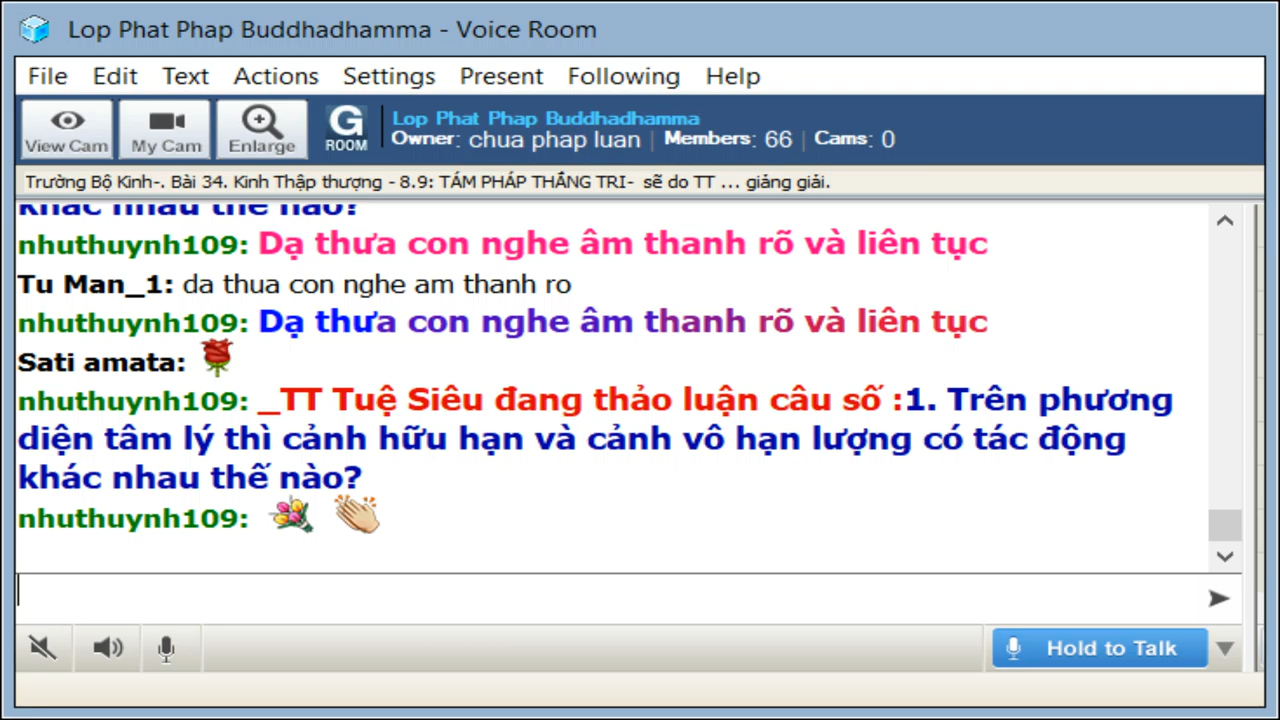 Lop Phat Phap Buddhadhamma - Voice Room
File Edit Text Actions Settings Present Following Help
View Cam My Cam Enlarge G ROOM Lop Phat Phap Buddhadhamma
Owner: chua phap luan | Members: 66 | Cams: 0
Trường Bộ Kinh-. Bài 34. Kinh Thập thượng - 8.9: TÁM PHÁP THẮNG TRI- sẽ do TT ... giảng giải.
khác nhau thế nào?
nhuthuynh109: Dạ thưa con nghe âm thanh rõ và liên tục
Tu Man_1: da thua con nghe am thanh ro
nhuthuynh109: Dạ thưa con nghe âm thanh rõ và liên tục
Sati amata:
nhuthuynh109: _TT Tuệ Siêu đang thảo luận câu số :1. Trên phương
diện tâm lý thì cảnh hữu hạn và cảnh vô hạn lượng có tác động
khác nhau thế nào?
nhuthuynh109:
Hold to Talk